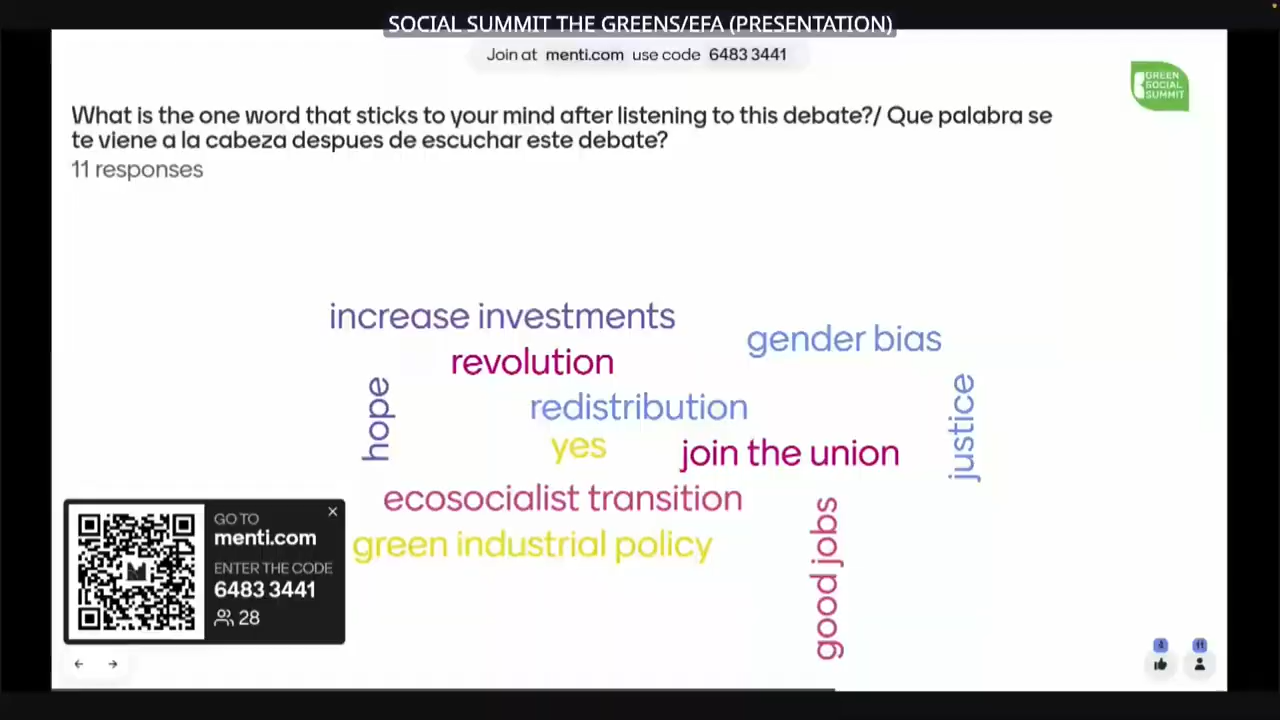 SOCIAL SUMMIT THE GREENS/EFA (PRESENTATION)
Join at menti.com use code 6483 3441
GREEN
SOCIAL
SUMMIT
What is the one word that sticks to your mind after listening to this debate?/ Que palabra se
te viene a la cabeza despues de escuchar este debate?
11 responses
increase investments
gender bias
revolution
hope
justice
redistribution
yes
join the union
ecosocialist transition
good jobs
green industrial policy
GO TO
menti.com
ENTER THE CODE
6483 3441
28
11